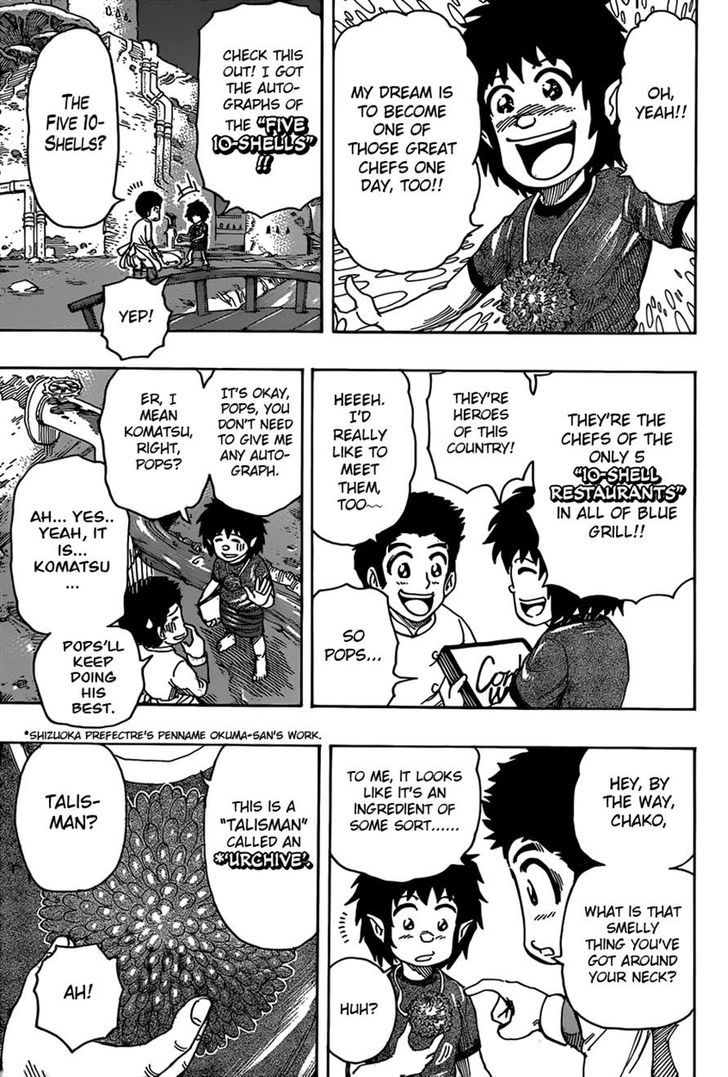 OH,
YEAH!!
MY DREAM IS
TO BECOME
ONE OF
THOSE GREAT
CHEFS ONE
DAY, TOO!!
CHECK THIS
OUT! I GOT
THE AUTO-
GRAPHS OF
THE "FIVE
10-SHELLS"
!!
THE
FIVE 10-
SHELLS?
YEP!
THEY'RE THE
CHEFS OF THE
ONLY 5
"10-SHELL
RESTAURANTS"
IN ALL OF BLUE
GRILL!!
THEY'RE
HEROES
OF THIS
COUNTRY!
HEEEH.
I'D
REALLY
LIKE TO
MEET
THEM,
TOO~~
SO
POPS...
IT'S OKAY,
POPS, YOU
DON'T NEED
TO GIVE ME
ANY AUTO-
GRAPH.
ER, I
MEAN
KOMATSU,
RIGHT,
POPS?
AH... YES..
YEAH, IT
IS...
KOMATSU
...
POPS'LL
KEEP
DOING
HIS
BEST.
*SHIZUOKA PREFECTRE'S PENNAME OKUMA-SAN'S WORK.
HEY, BY
THE WAY,
CHAKO,
WHAT IS THAT
SMELLY
THING YOU'VE
GOT AROUND
YOUR NECK?
TO ME, IT LOOKS
LIKE IT'S AN
INGREDIENT OF
SOME SORT......
HUH?
THIS IS A
"TALISMAN"
CALLED AN
*'URCHIVE'.
TALIS-
MAN?
AH!